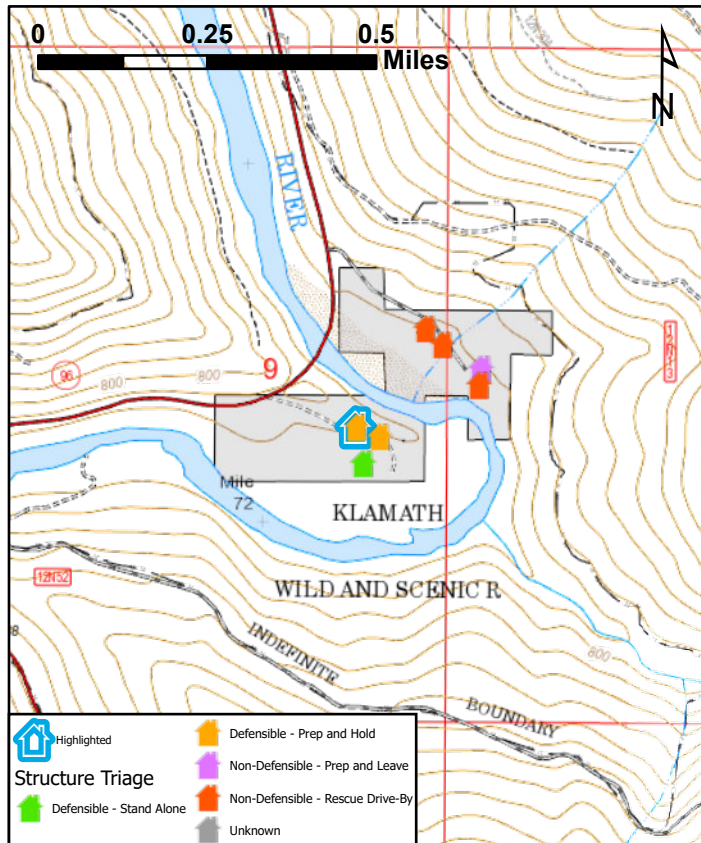 0 0.25 0.5
Miles
N
RIVER
96
800
800
9
12N13
Mile
72
KLAMATH
WILD AND SCENIC R
12N52
INDEFINITE
800
BOUNDARY
Highlighted
Structure Triage
Defensible - Stand Alone
Defensible - Prep and Hold
Non-Defensible - Prep and Leave
Non-Defensible - Rescue Drive-By
Unknown